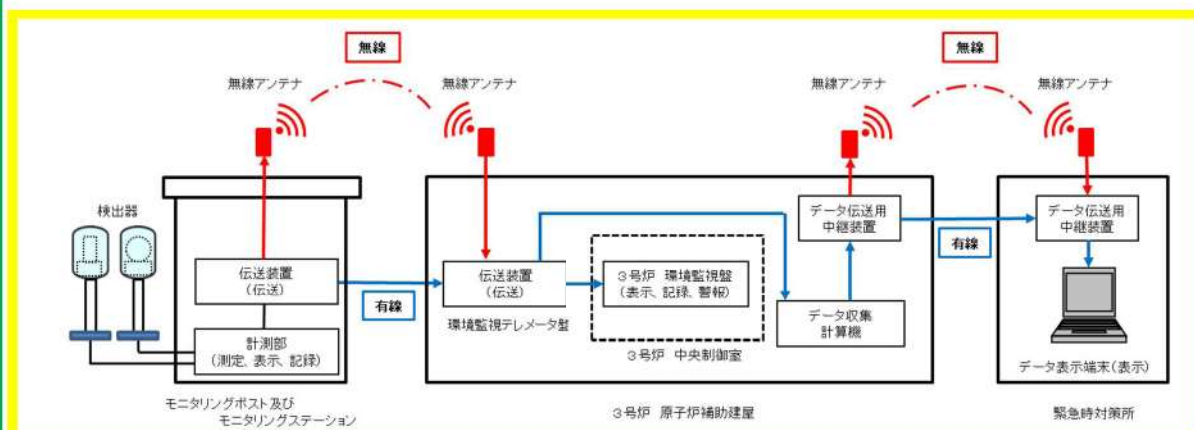 無線
無線
無線アンテナ
無線アンテナ
無線アンテナ
無線アンテナ
検出器
伝送装置
(伝送)
計測部
(測定、表示、記録)
モニタリングポスト及び
モニタリングステーション
有線
伝送装置
(伝送)
環境監視テレメータ盤
3号炉 環境監視盤
(表示、記録、警報)
3号炉 中央制御室
データ伝送用
中継装置
データ収集
計算機
3号炉 原子炉補助建屋
有線
データ伝送用
中継装置
データ表示端末(表示)
緊急時対策所